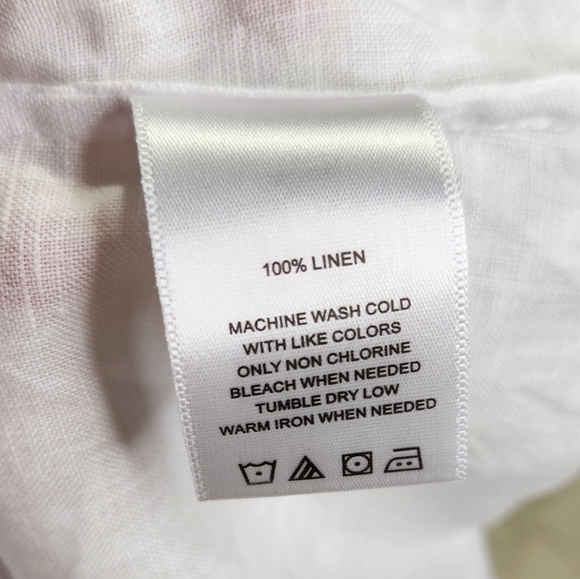 100% LINEN
MACHINE WASH COLD
WITH LIKE COLORS
ONLY NON CHLORINE
BLEACH WHEN NEEDED
TUMBLE DRY LOW
WARM IRON WHEN NEEDED